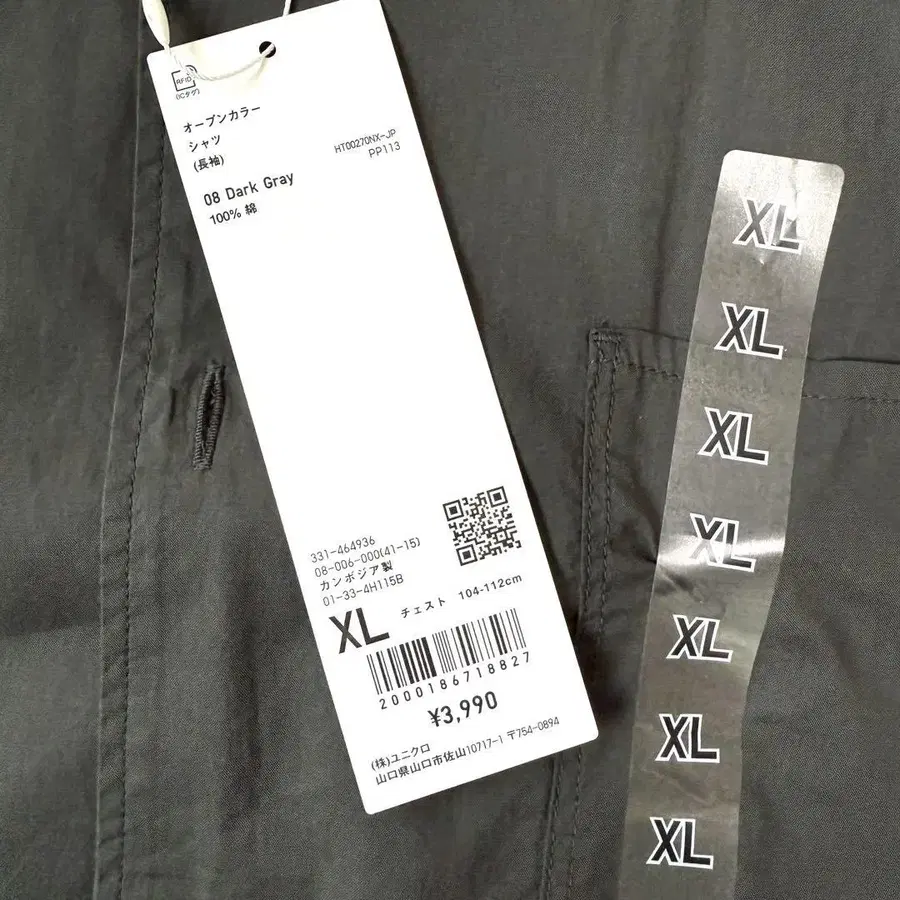 RFID
(ICタグ)
オープンカラー
シャツ
(長袖)
HT00270NX-JP
PP113
08 Dark Gray
100% 綿
331-464936
08-006-000(41-15)
カンボジア製
01-33-4H115B
XL
チェスト 104-112cm
2000186718827
¥3,990
(株)ユニクロ
山口県山口市佐山10717-1 〒754-0894
XL
XL
XL
XL
XL
XL
XL